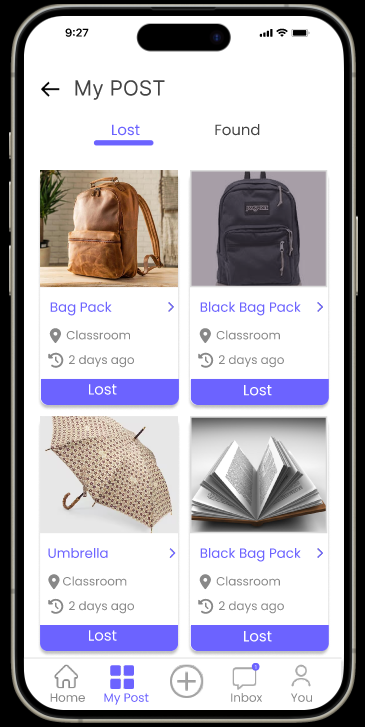 9:27
My POST
Lost Found
JANSPORT
Bag Pack Black Bag Pack
Classroom Classroom
2 days ago 2 days ago
Lost Lost
Umbrella Black Bag Pack
Classroom Classroom
2 days ago 2 days ago
Lost Lost
Home My Post Inbox You